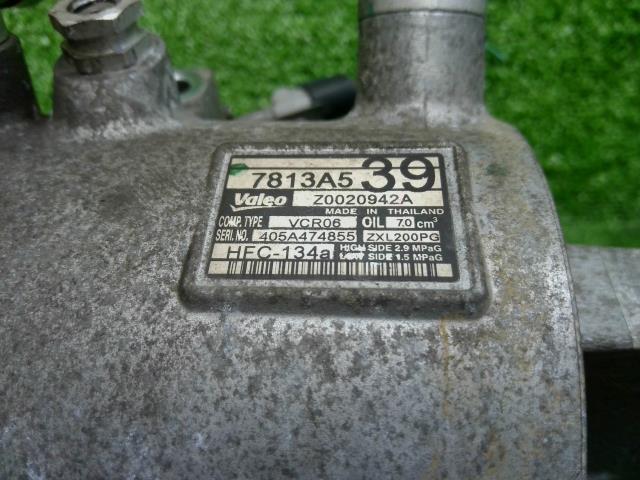 7813A5 39
Valeo Z0020942A
MADE IN THAILAND
COMP. TYPE VCR06 OIL 70 cm³
SERI. NO. 405A474855 ZXL200PG
HFC-134a HIGH SIDE 2.9 MPaG
LOW SIDE 1.5 MPaG